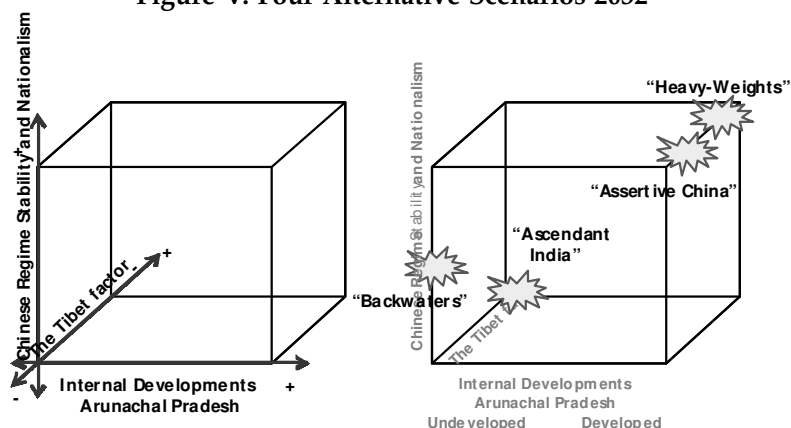 Figure V: Four Alternative Scenarios 2032
Chinese Regime Stability and Nationalism
+
The Tibet factor
-
+
-
Internal Developments
+
Arunachal Pradesh
Chinese Regime Stability and Nationalism
"Heavy-Weights"
"Assertive China"
"Ascendant
India"
"Backwaters"
The Tibet
Internal Developments
Arunachal Pradesh
Undeveloped Developed